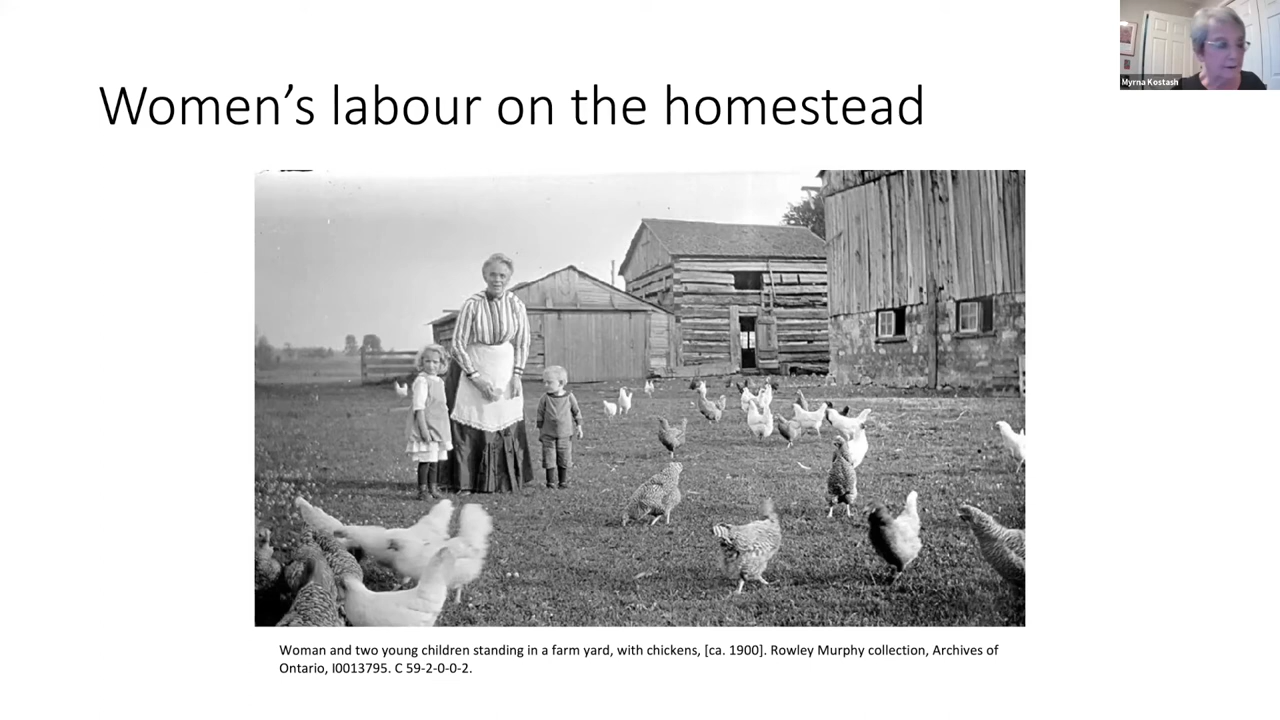 Women’s labour on the homestead
Myrna Kostash
Woman and two young children standing in a farm yard, with chickens, [ca. 1900]. Rowley Murphy collection, Archives of
Ontario, I0013795. C 59-2-0-0-2.